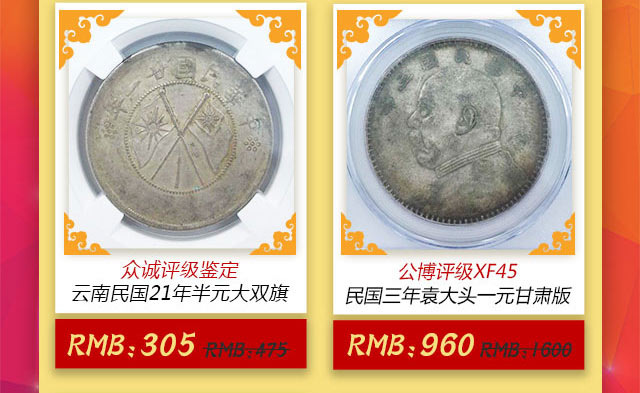 众诚评级鉴定
云南民国21年半元大双旗
RMB:305 RMB:475
公博评级XF45
民国三年袁大头一元甘肃版
RMB:960 RMB:1600